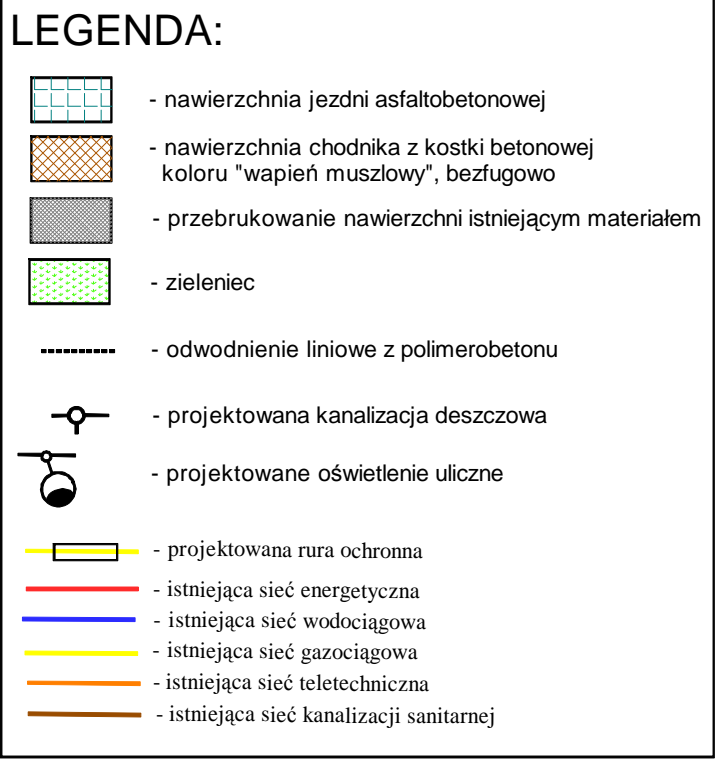 LEGENDA:
- nawierzchnia jezdni asfaltobetonowej
- nawierzchnia chodnika z kostki betonowej
koloru "wapień muszlowy", bezfugowo
- przebrukowanie nawierzchni istniejącym materiałem
- zieleniec
- odwodnienie liniowe z polimerobetonu
- projektowana kanalizacja deszczowa
- projektowane oświetlenie uliczne
- projektowana rura ochronna
- istniejąca sieć energetyczna
- istniejąca sieć wodociągowa
- istniejąca sieć gazociągowa
- istniejąca sieć teletechniczna
- istniejąca sieć kanalizacji sanitarnej